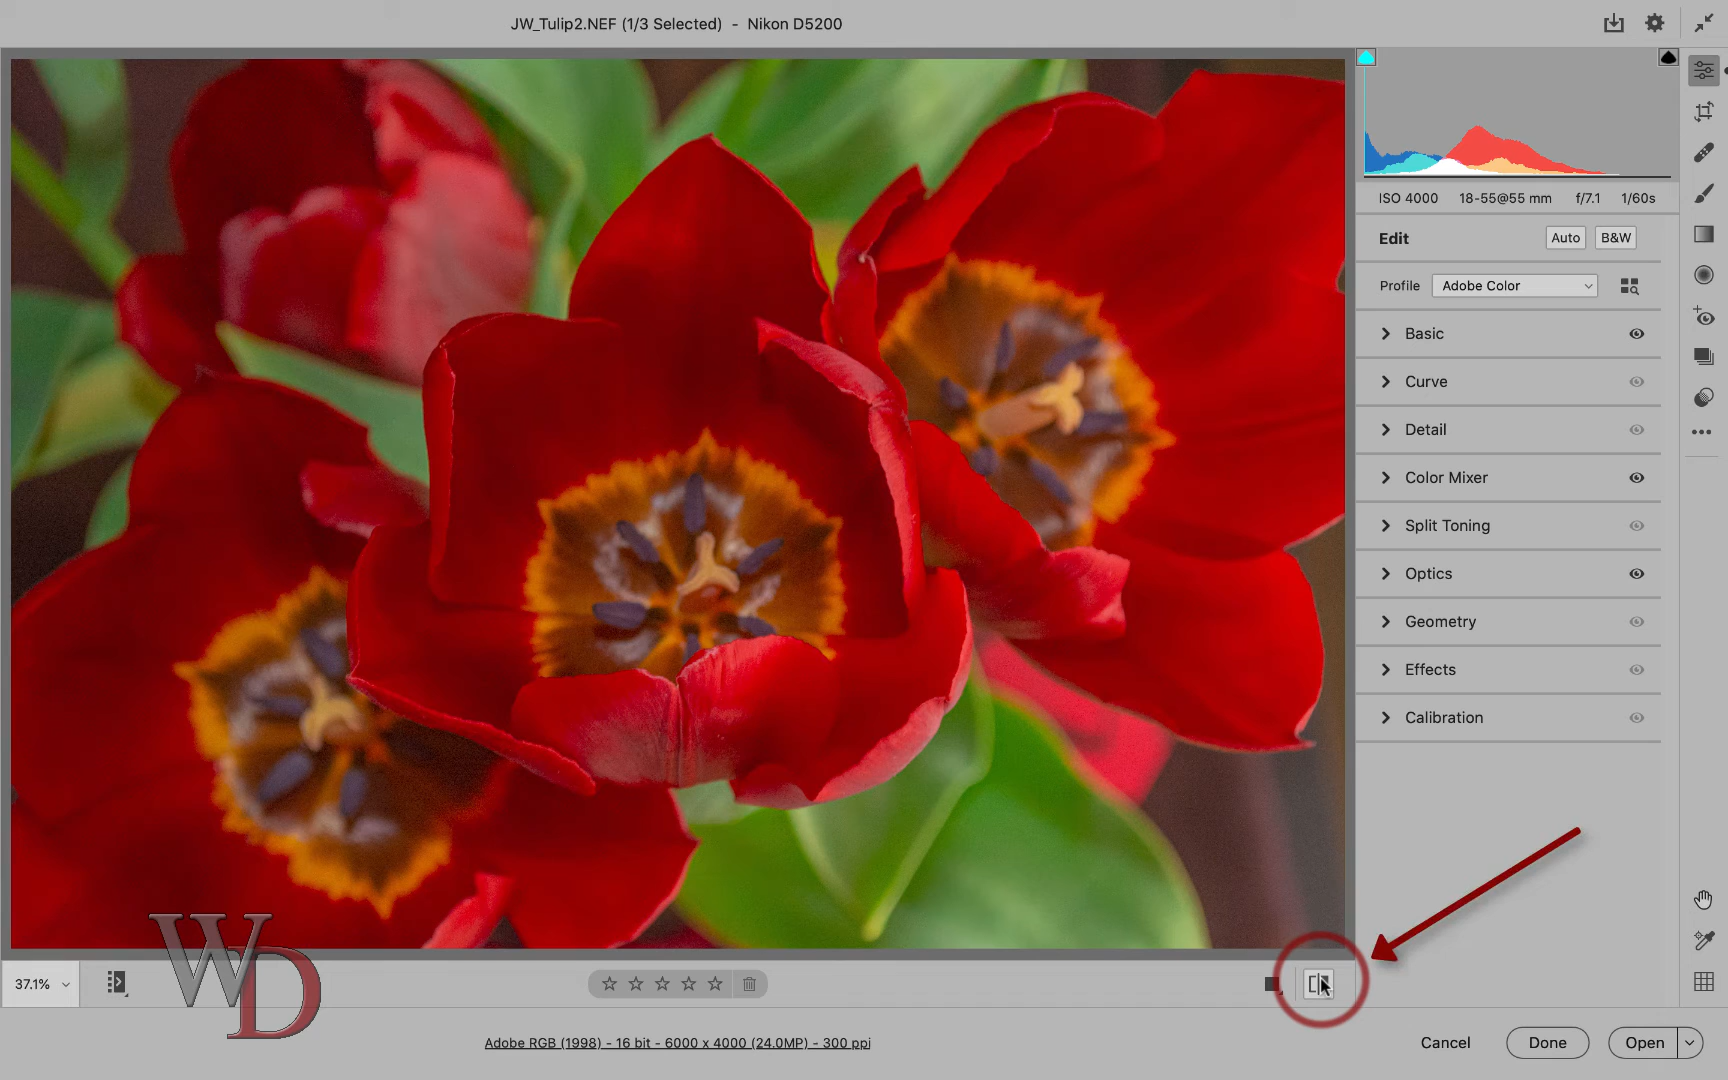 JW_Tulip2.NEF (1/3 Selected) - Nikon D5200
ISO 4000 18-55@55 mm f/7.1 1/60s
Edit Auto B&W
Profile Adobe Color
Basic
Curve
Detail
Color Mixer
Split Toning
Optics
Geometry
Effects
Calibration
WD
37.1%
Adobe RGB (1998) - 16 bit - 6000 x 4000 (24.0MP) - 300 ppi
Cancel Done Open